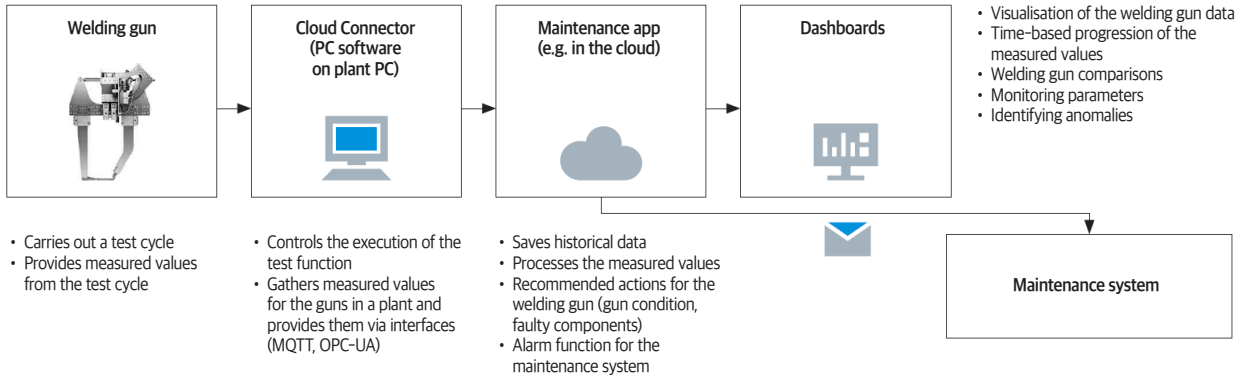 Welding gun
Cloud Connector
(PC software
on plant PC)
Maintenance app
(e.g. in the cloud)
Dashboards
• Visualisation of the welding gun data
• Time-based progression of the
measured values
• Welding gun comparisons
• Monitoring parameters
• Identifying anomalies
• Carries out a test cycle
• Provides measured values
from the test cycle
• Controls the execution of the
test function
• Gathers measured values
for the guns in a plant and
provides them via interfaces
(MQTT, OPC-UA)
• Saves historical data
• Processes the measured values
• Recommended actions for the
welding gun (gun condition,
faulty components)
• Alarm function for the
maintenance system
Maintenance system